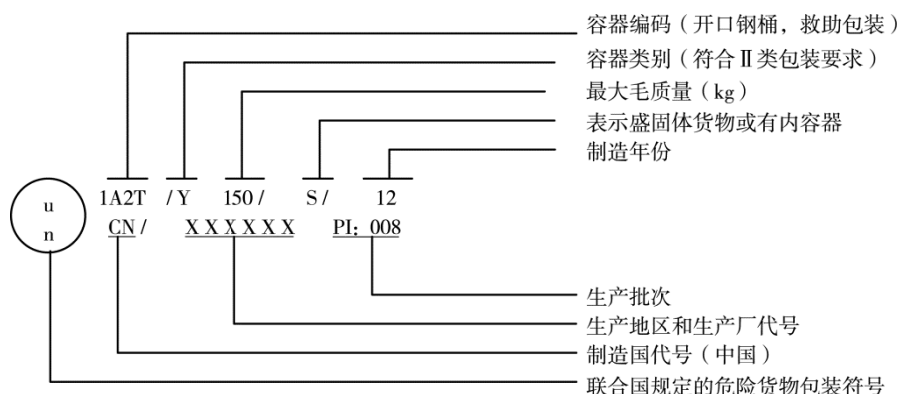 容器编码（开口钢桶，救助包装）
容器类别（符合Ⅱ类包装要求）
最大毛质量（kg）
表示盛固体货物或有内容器
制造年份
u
n
1A2T /Y 150/ S/ 12
CN/ XXXXXX PI：008
生产批次
生产地区和生产厂代号
制造国代号（中国）
联合国规定的危险货物包装符号